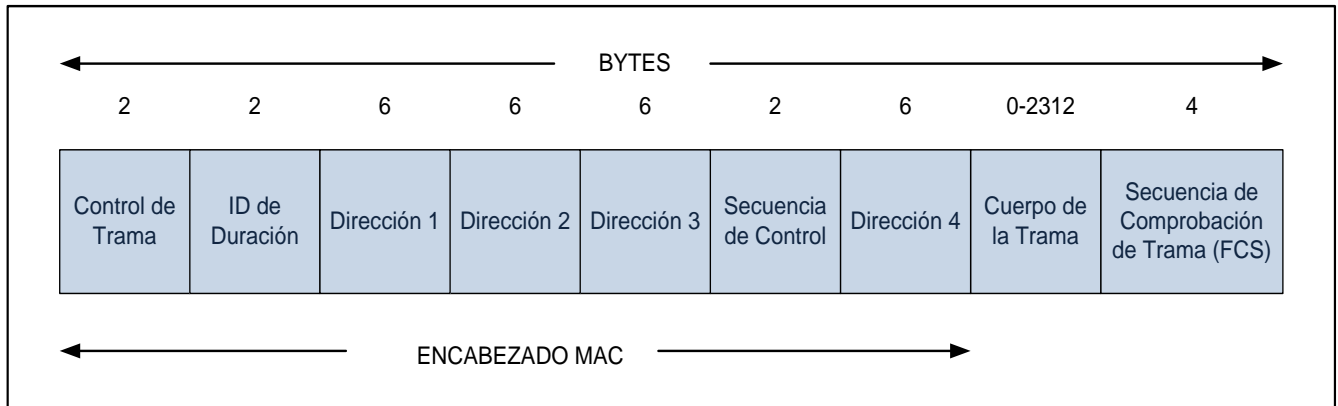 BYTES
2 2 6 6 6 2 6 0-2312 4
Control de
Trama
ID de
Duración
Dirección 1
Dirección 2
Dirección 3
Secuencia
de Control
Dirección 4
Cuerpo de
la Trama
Secuencia de
Comprobación
de Trama (FCS)
ENCABEZADO MAC